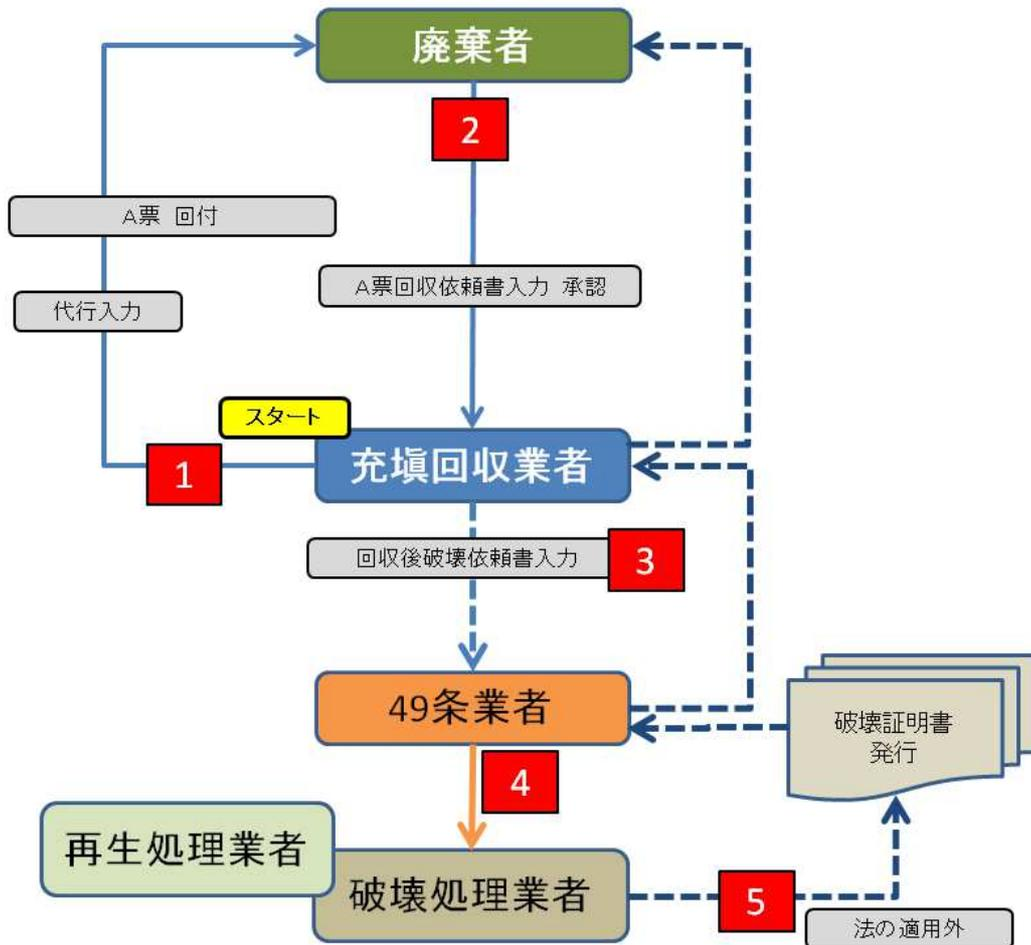 廃棄者
2
A票 回付
A票回収依頼書入力 承認
代行入力
スタート
充塡回収業者
1
回収後破壊依頼書入力
3
49条業者
破壊証明書
発行
4
再生処理業者
破壊処理業者
5
法の適用外